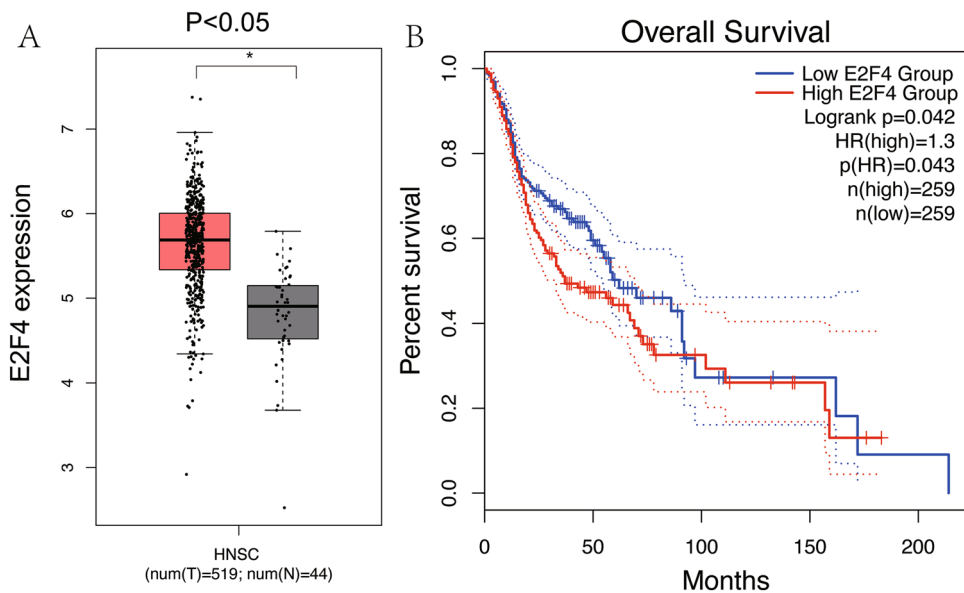 A
P<0.05
*
E2F4 expression
7
6
5
4
3
HNSC
(num(T)=519; num(N)=44)
B
Overall Survival
Low E2F4 Group
High E2F4 Group
Logrank p=0.042
HR(high)=1.3
p(HR)=0.043
n(high)=259
n(low)=259
Percent survival
1.0
0.8
0.6
0.4
0.2
0.0
0 50 100 150 200
Months